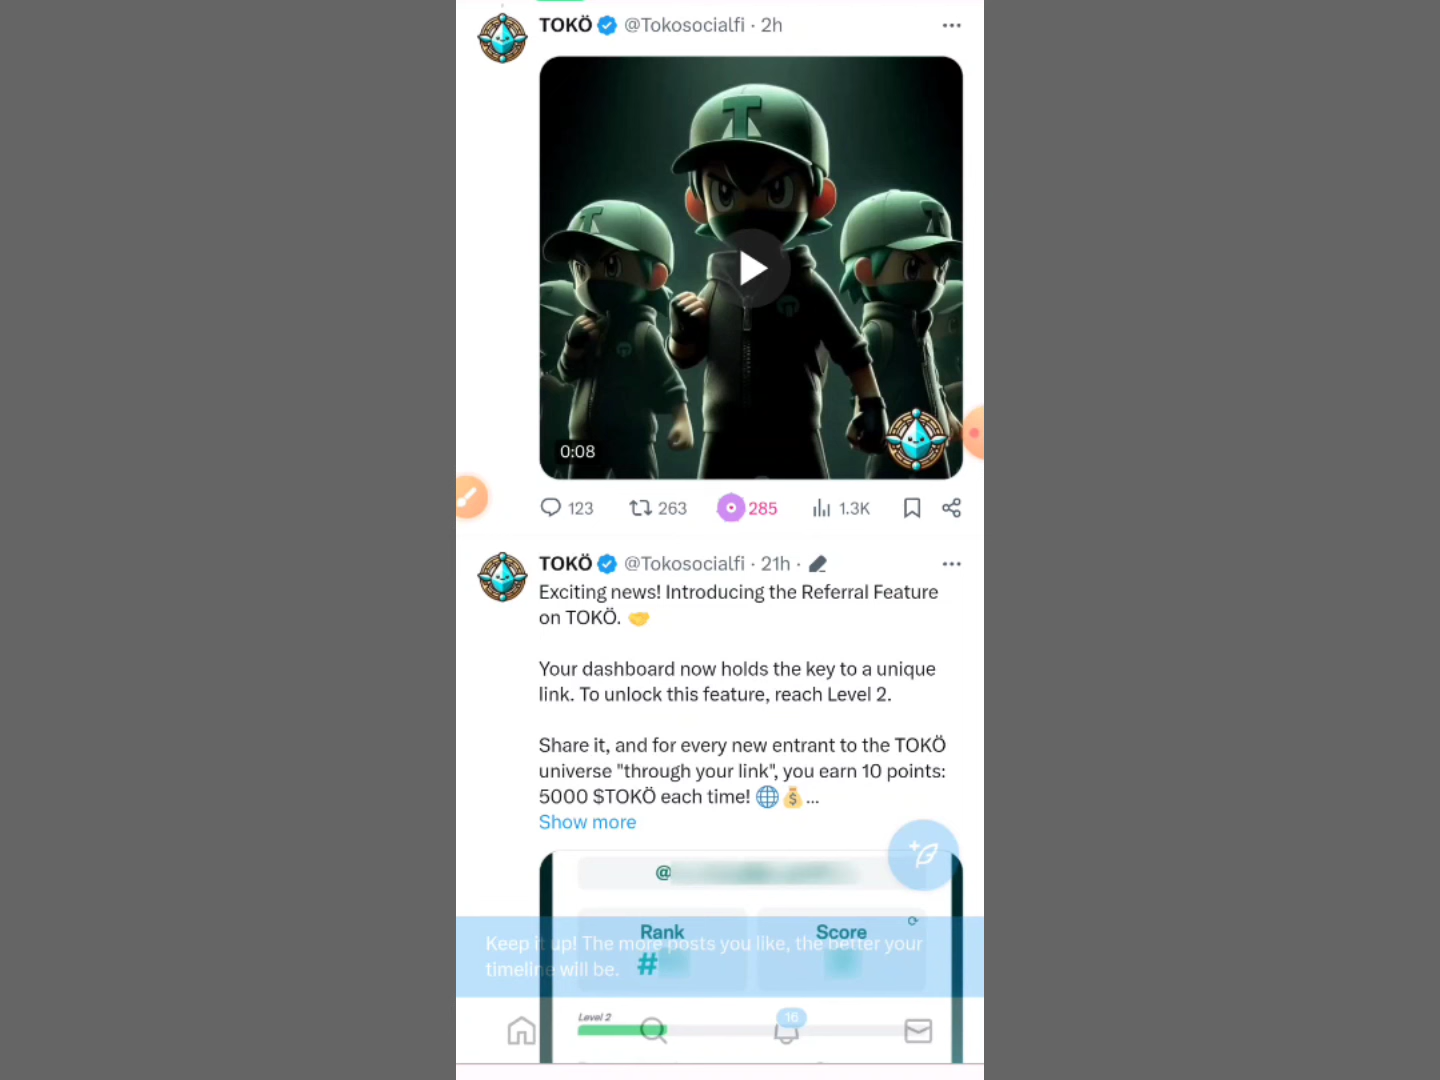 TOKÖ @Tokosocialfi · 2h
T
T
T
0:08
123 263 285 1.3K
TOKÖ @Tokosocialfi · 21h ·
Exciting news! Introducing the Referral Feature
on TOKÖ. 🤝
Your dashboard now holds the key to a unique
link. To unlock this feature, reach Level 2.
Share it, and for every new entrant to the TOKÖ
universe "through your link", you earn 10 points:
5000 $TOKÖ each time! 🌐💰...
Show more
@
Rank Score
#
Keep it up! The more posts you like, the better your
timeline will be.
Level 2
16